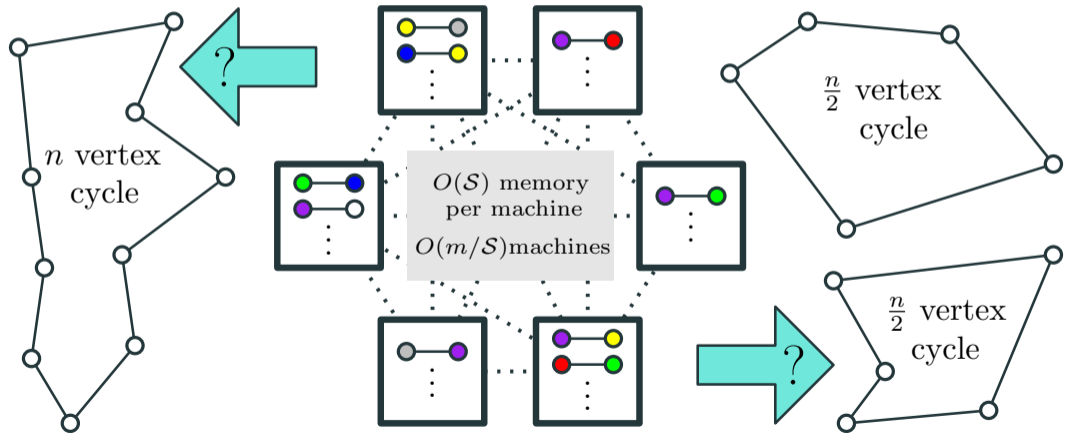 ?
n vertex
cycle
O(𝒮) memory
per machine
O(m/𝒮)machines
n/2 vertex
cycle
n/2 vertex
cycle
?